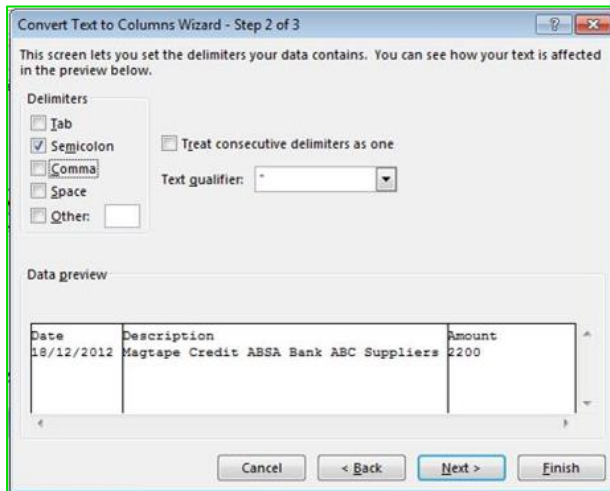 Convert Text to Columns Wizard - Step 2 of 3
This screen lets you set the delimiters your data contains. You can see how your text is affected
in the preview below.
Delimiters
Tab
Semicolon
Comma
Space
Other:
Treat consecutive delimiters as one
Text qualifier: "
Data preview
Date Description Amount
18/12/2012 Magtape Credit ABSA Bank ABC Suppliers 2200
Cancel < Back Next > Finish